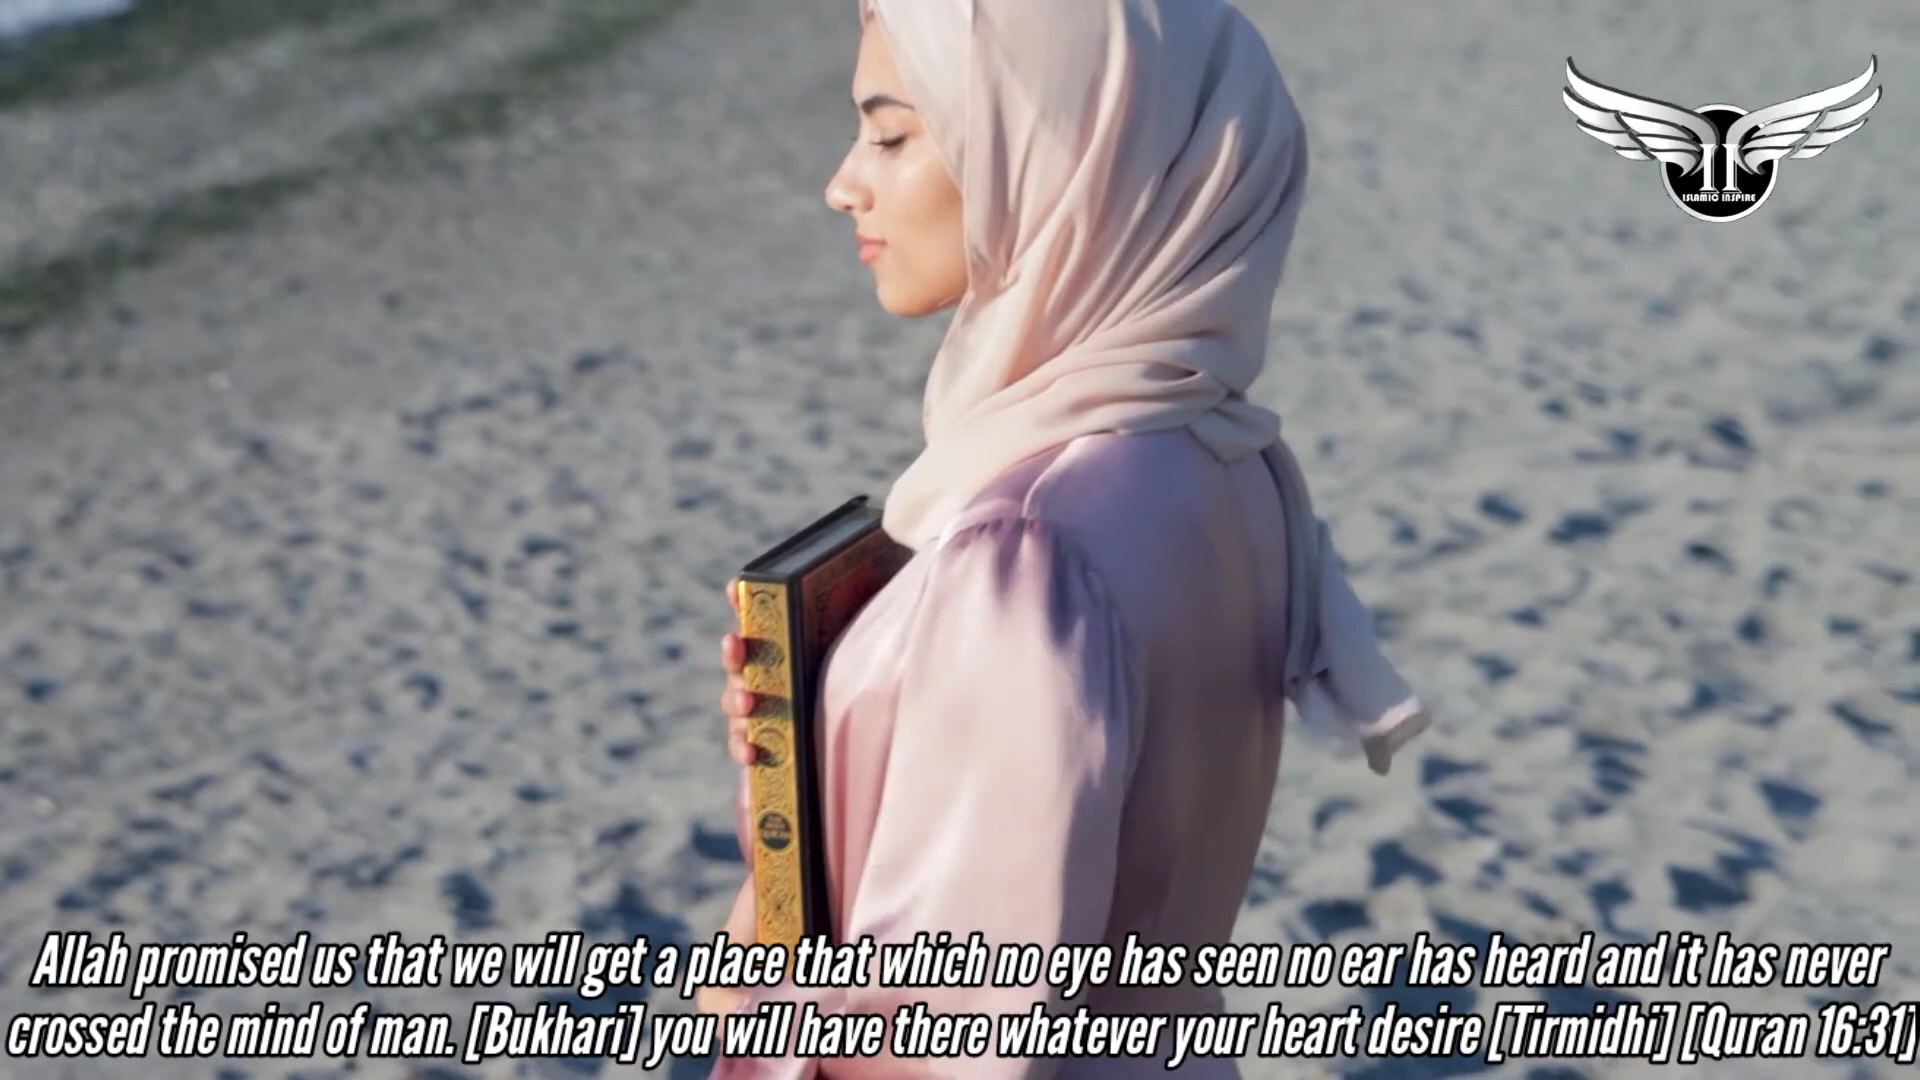 II
ISLAMIC INSPIRE
Allah promised us that we will get a place that which no eye has seen no ear has heard and it has never
crossed the mind of man. [Bukhari] you will have there whatever your heart desire [Tirmidhi] [Quran 16:31]